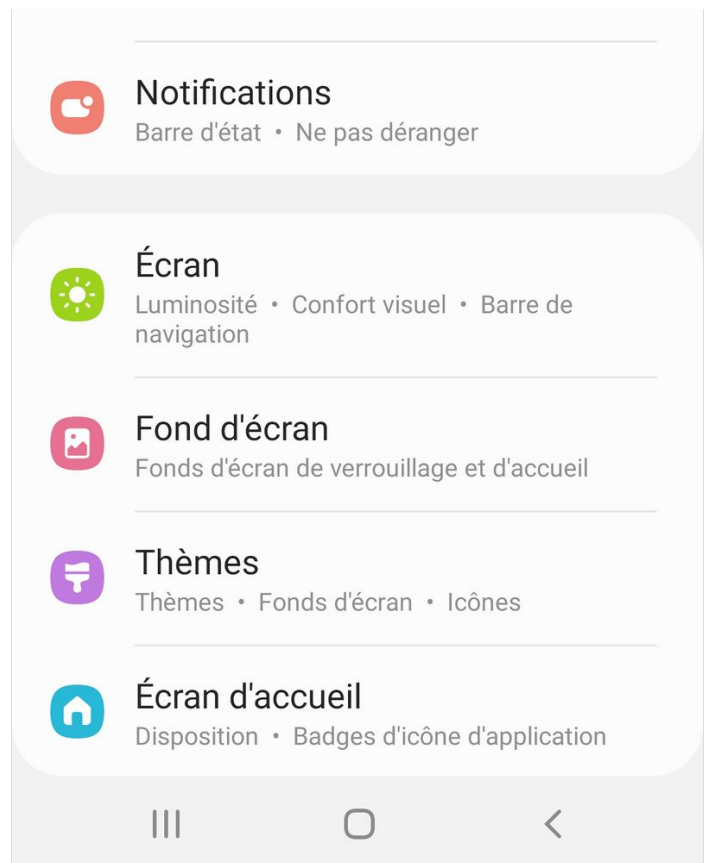 Notifications
Barre d'état • Ne pas déranger
Écran
Luminosité • Confort visuel • Barre de
navigation
Fond d'écran
Fonds d'écran de verrouillage et d'accueil
Thèmes
Thèmes • Fonds d'écran • Icônes
Écran d'accueil
Disposition • Badges d'icône d'application